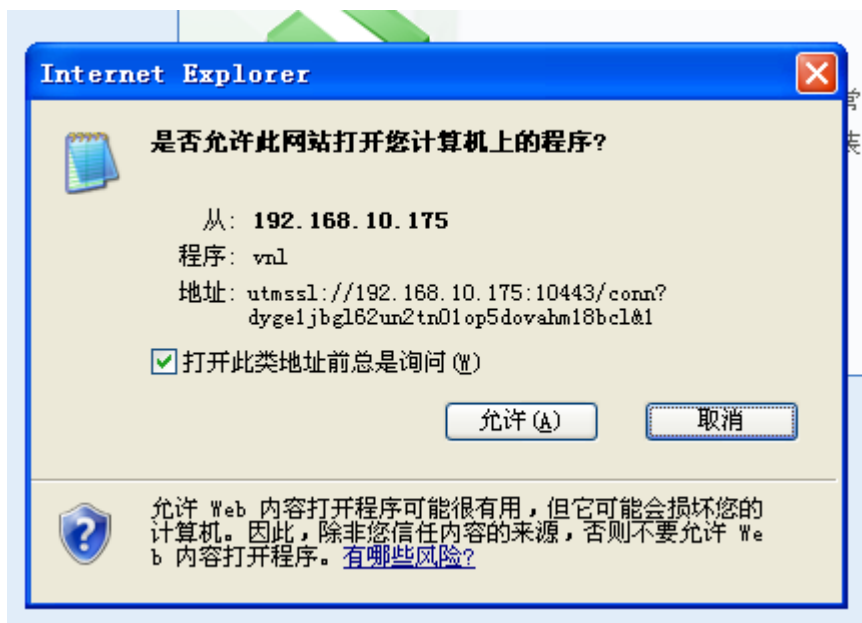 Internet Explorer
常
是否允许此网站打开您计算机上的程序?
装
从: 192.168.10.175
程序: vnl
地址: utmssl://192.168.10.175:10443/conn?
dyge1jbgl62un2tn01op5dovahm18bcl&1
打开此类地址前总是询问(W)
允许(A)
取消
允许 Web 内容打开程序可能很有用，但它可能会损坏您的
计算机。因此，除非您信任内容的来源，否则不要允许 We
b 内容打开程序。有哪些风险?